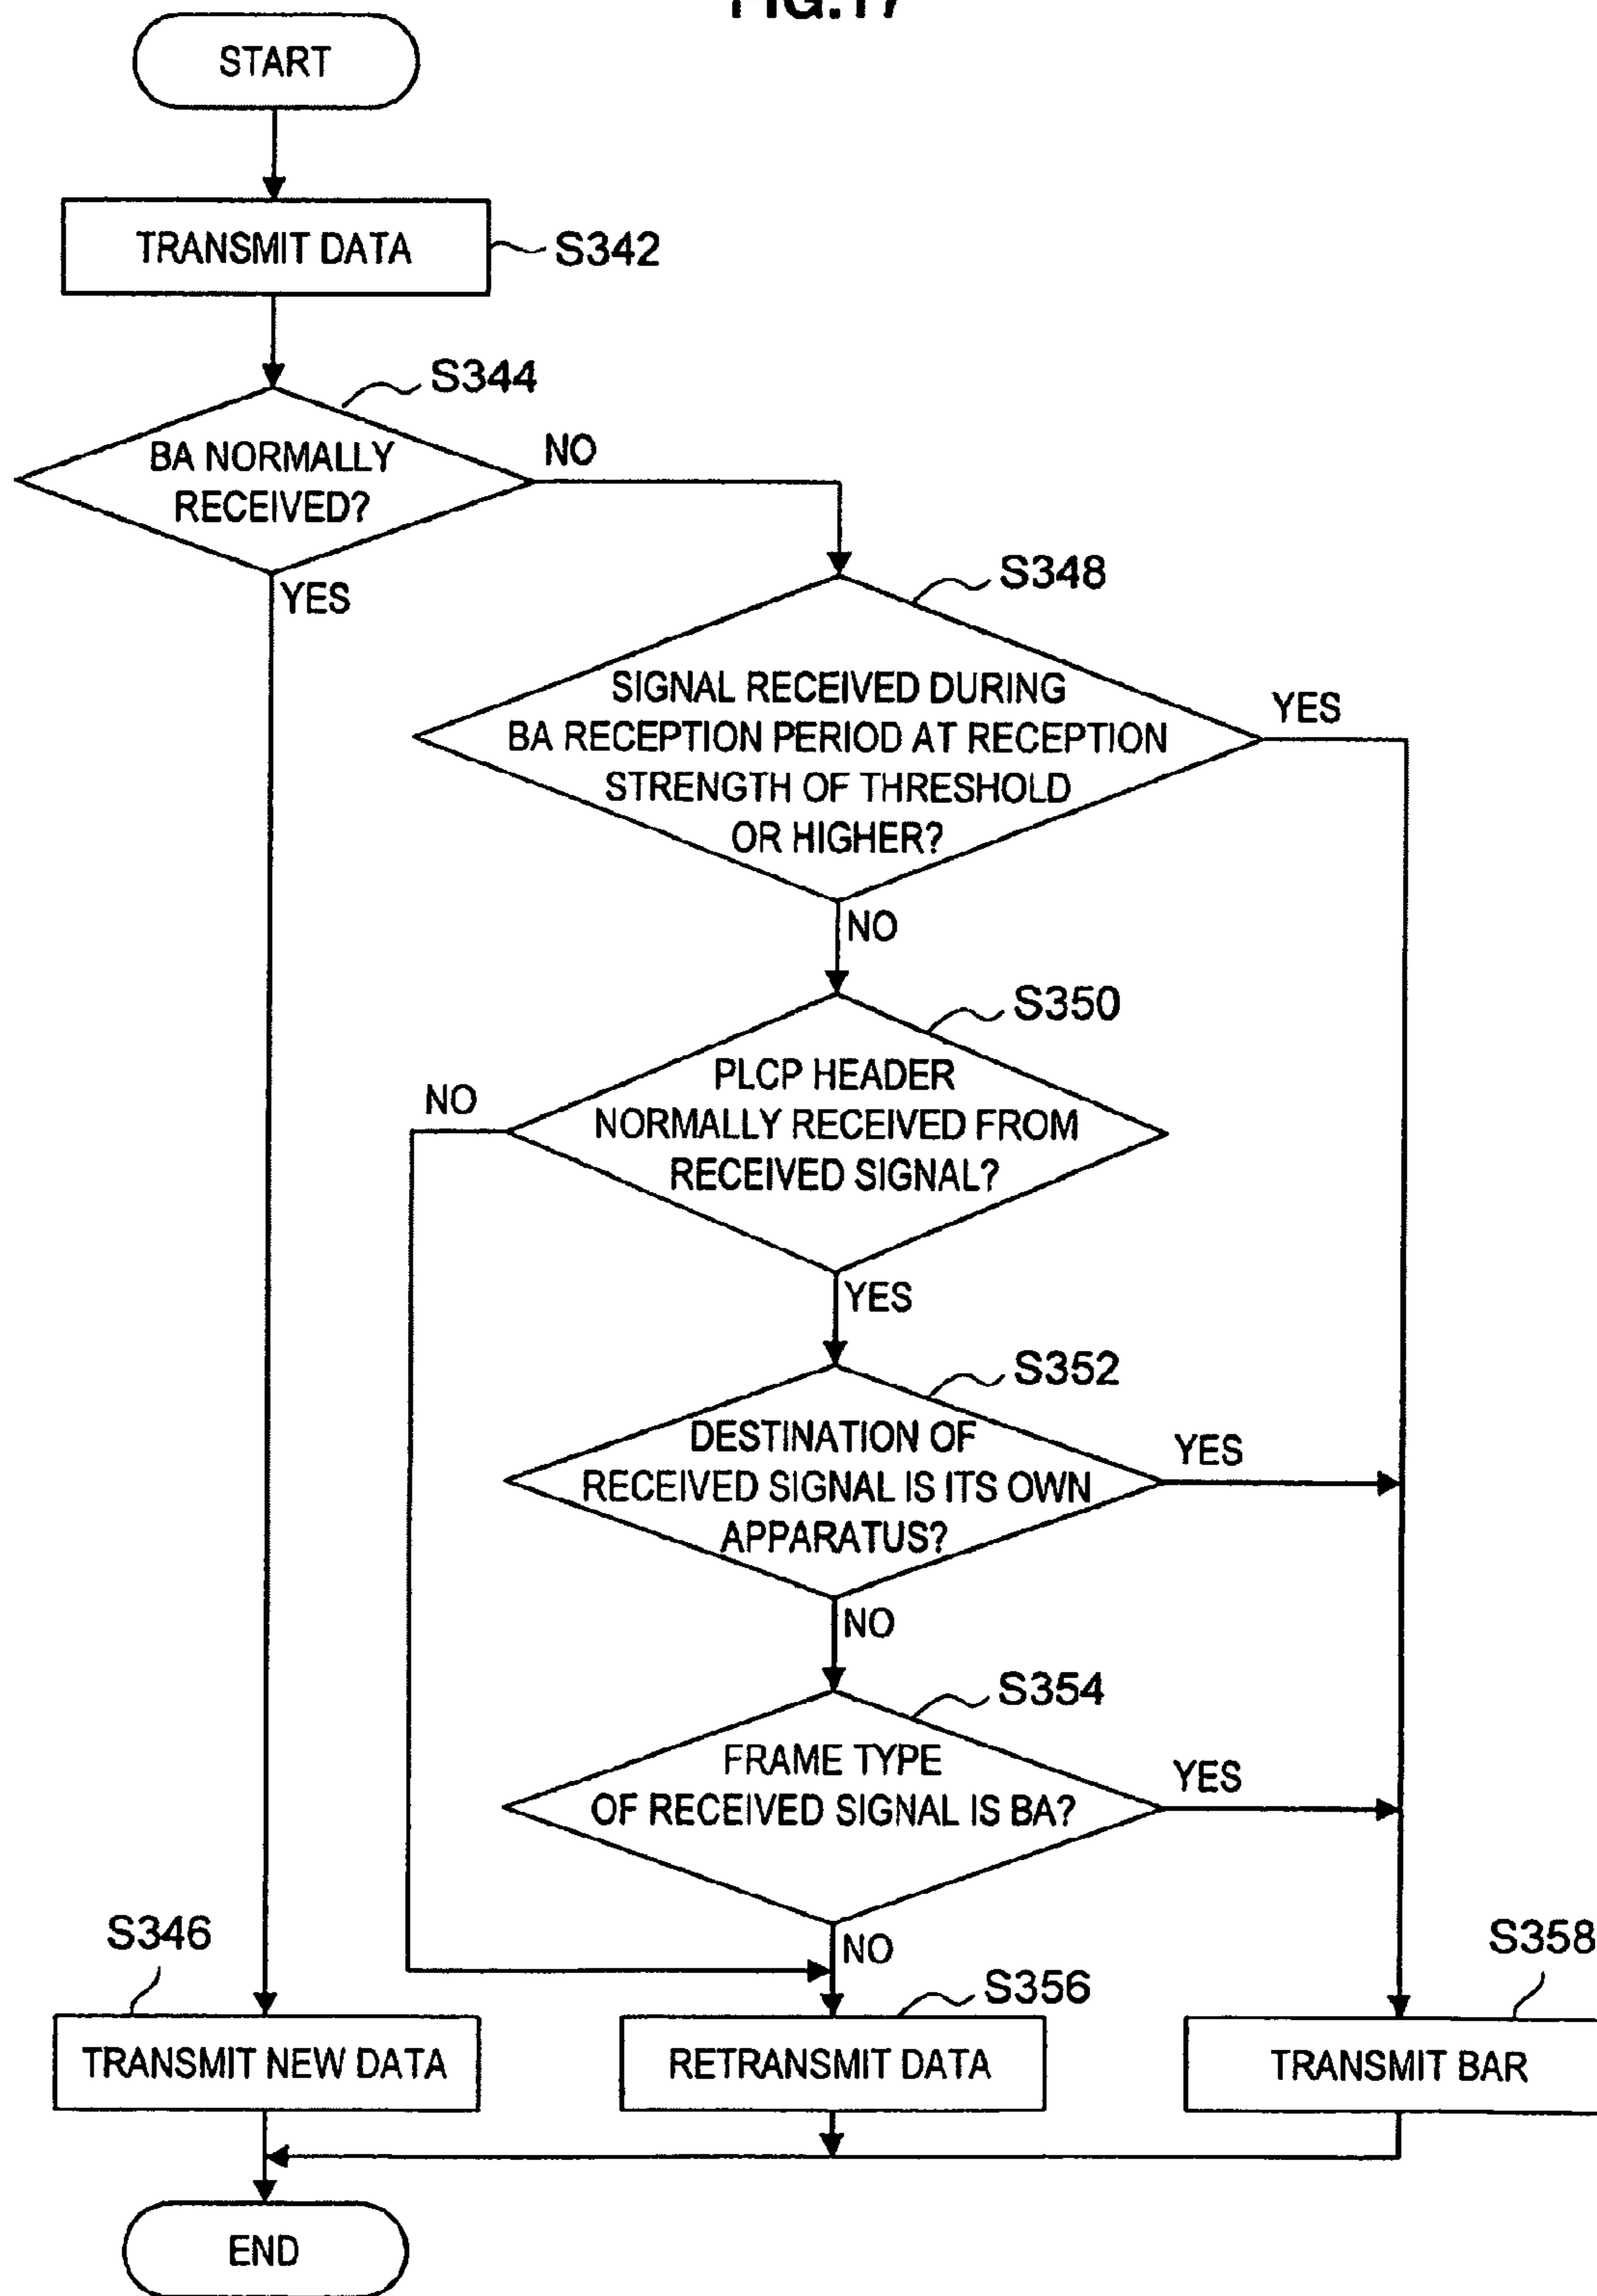 FIG.17
START
TRANSMIT DATA
S342
S344
BA NORMALLY
RECEIVED?
NO
YES
S348
SIGNAL RECEIVED DURING
BA RECEPTION PERIOD AT RECEPTION
STRENGTH OF THRESHOLD
OR HIGHER?
YES
NO
S350
PLCP HEADER
NORMALLY RECEIVED FROM
RECEIVED SIGNAL?
NO
YES
S352
DESTINATION OF
RECEIVED SIGNAL IS ITS OWN
APPARATUS?
YES
NO
S354
FRAME TYPE
OF RECEIVED SIGNAL IS BA?
YES
NO
S346
TRANSMIT NEW DATA
S356
RETRANSMIT DATA
S358
TRANSMIT BAR
END